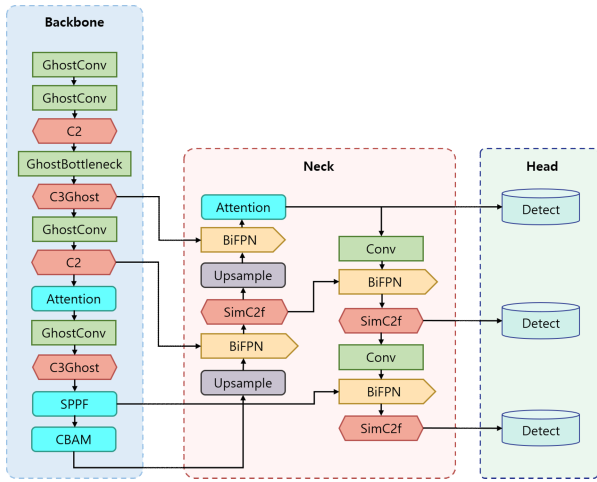 Backbone
GhostConv
GhostConv
C2
GhostBottleneck
C3Ghost
GhostConv
C2
Attention
GhostConv
C3Ghost
SPPF
CBAM
Neck
Attention
BiFPN
Upsample
SimC2f
BiFPN
Upsample
Conv
BiFPN
SimC2f
Conv
BiFPN
SimC2f
Head
Detect
Detect
Detect